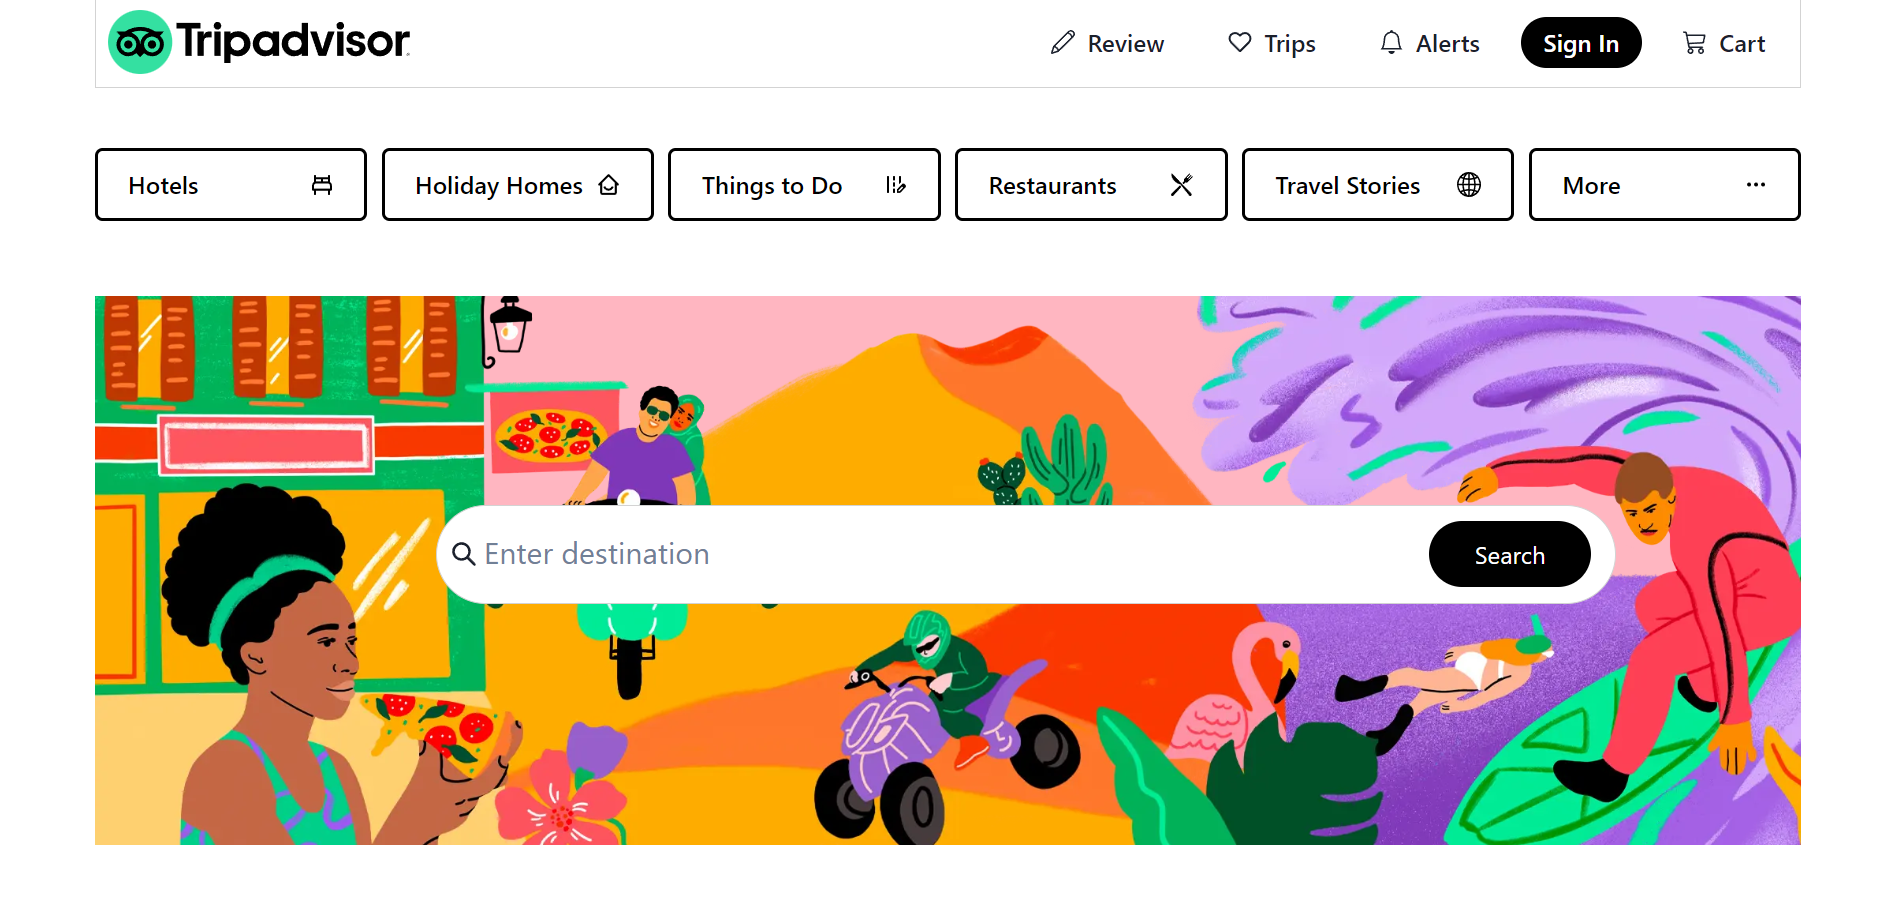 Tripadvisor
Review Trips Alerts Sign In Cart
Hotels Holiday Homes Things to Do Restaurants Travel Stories More
Enter destination Search